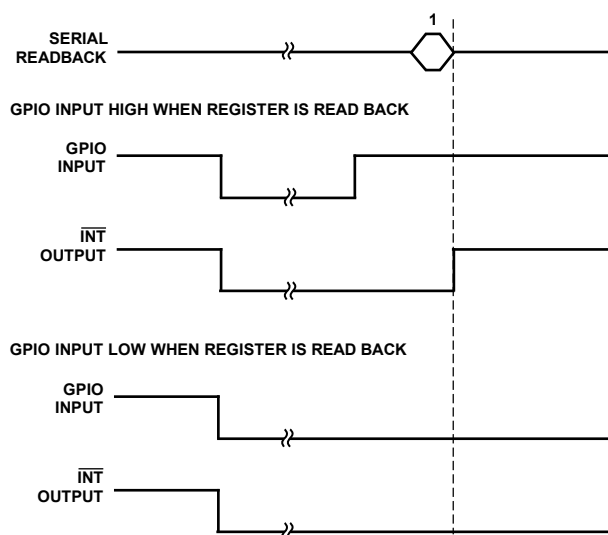 1
SERIAL
READBACK
GPIO INPUT HIGH WHEN REGISTER IS READ BACK
GPIO
INPUT
INT
OUTPUT
GPIO INPUT LOW WHEN REGISTER IS READ BACK
GPIO
INPUT
INT
OUTPUT